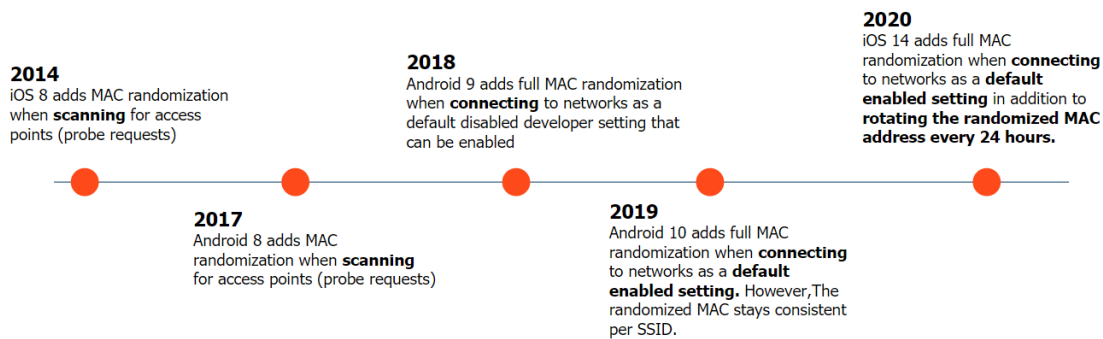 2014
iOS 8 adds MAC randomization
when scanning for access
points (probe requests)
2017
Android 8 adds MAC
randomization when scanning
for access points (probe requests)
2018
Android 9 adds full MAC randomization
when connecting to networks as a
default disabled developer setting that
can be enabled
2019
Android 10 adds full MAC
randomization when connecting
to networks as a default
enabled setting. However,The
randomized MAC stays consistent
per SSID.
2020
iOS 14 adds full MAC
randomization when connecting
to networks as a default
enabled setting in addition to
rotating the randomized MAC
address every 24 hours.